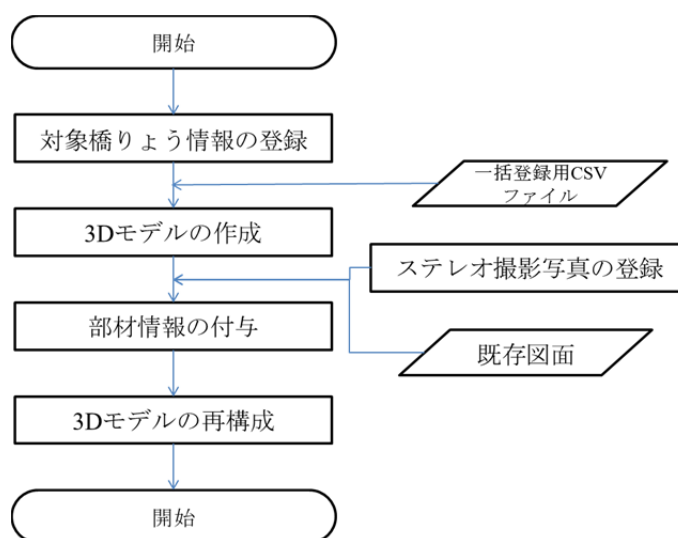 開始
対象橋りょう情報の登録
一括登録用CSV
ファイル
3Dモデルの作成
ステレオ撮影写真の登録
部材情報の付与
既存図面
3Dモデルの再構成
開始